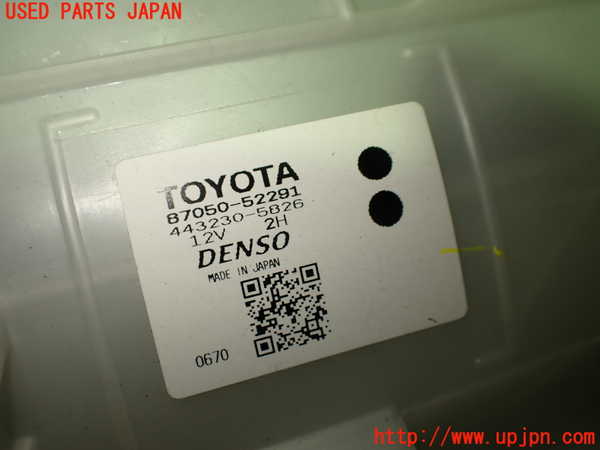 USED PARTS JAPAN
TOYOTA
87050-52291
443230-5826
12V 2H
DENSO
MADE IN JAPAN
0670
http://www.upjpn.com